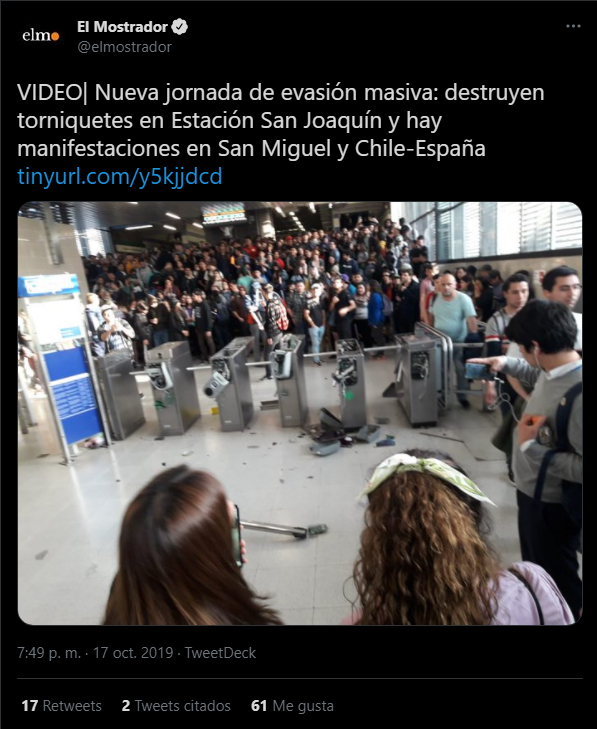 elmo
El Mostrador
@elmostrador
VIDEO| Nueva jornada de evasión masiva: destruyen
torniquetes en Estación San Joaquín y hay
manifestaciones en San Miguel y Chile-España
tinyurl.com/y5kjjdcd
7:49 p. m. · 17 oct. 2019 · TweetDeck
17 Retweets 2 Tweets citados 61 Me gusta